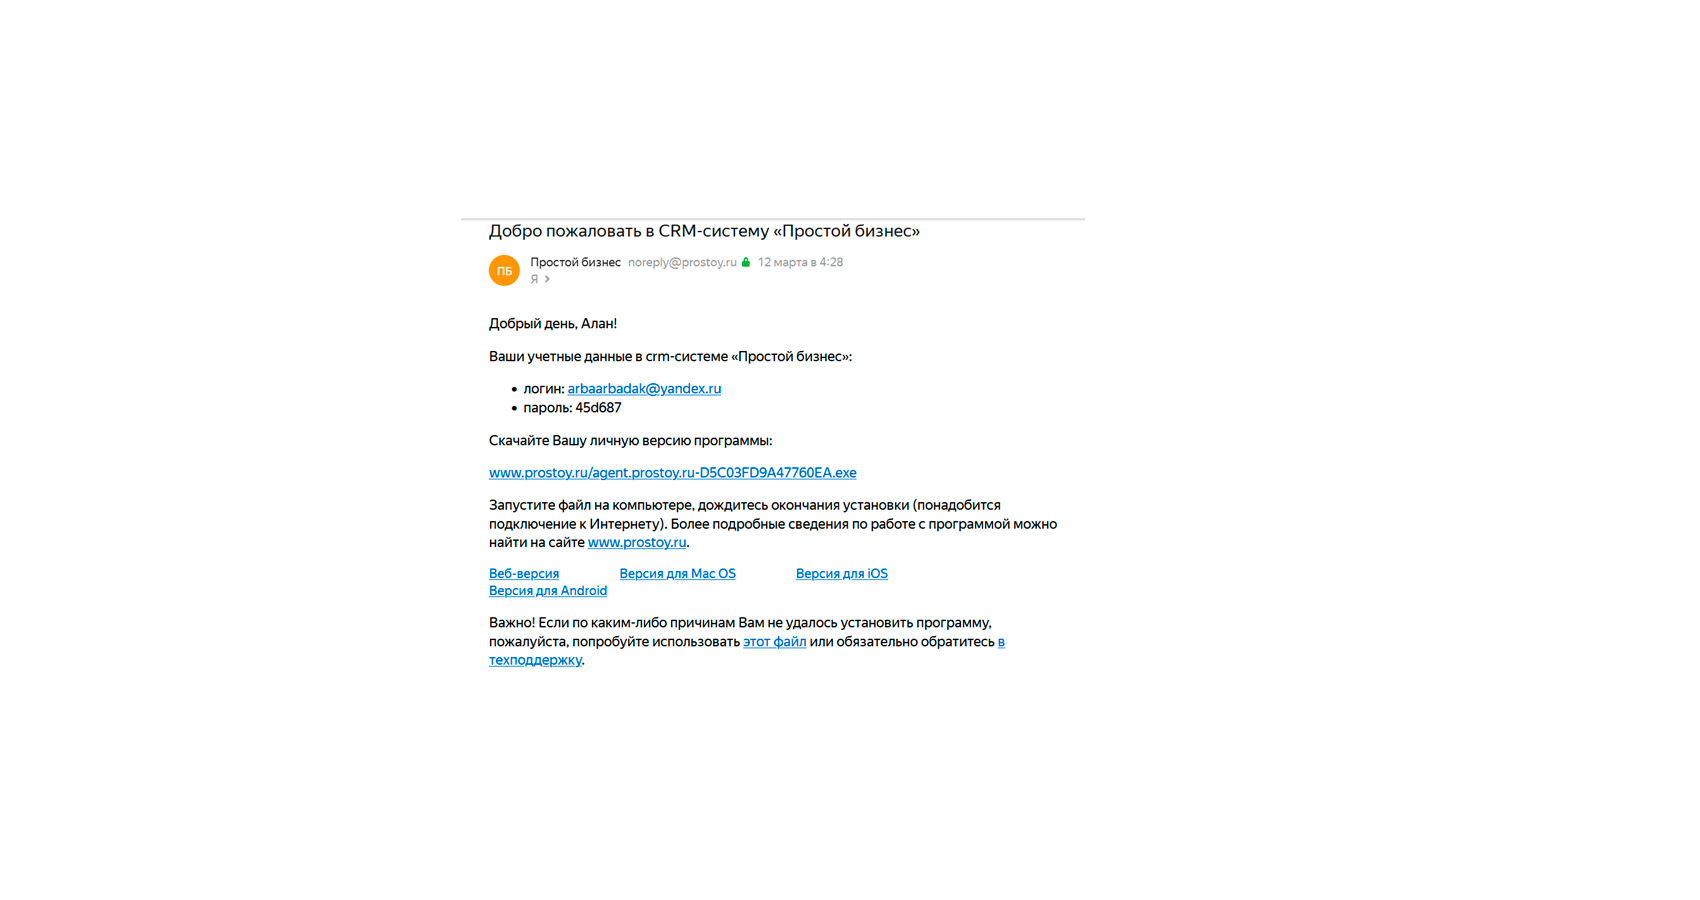 Добро пожаловать в CRM-систему «Простой бизнес»
ПБ
Простой бизнес noreply@prostoy.ru 12 марта в 4:28
Я >
Добрый день, Алан!
Ваши учетные данные в crm-системе «Простой бизнес»:
• логин: arbaarbadak@yandex.ru
• пароль: 45d687
Скачайте Вашу личную версию программы:
www.prostoy.ru/agent.prostoy.ru-D5C03FD9A47760EA.exe
Запустите файл на компьютере, дождитесь окончания установки (понадобится
подключение к Интернету). Более подробные сведения по работе с программой можно
найти на сайте www.prostoy.ru.
Веб-версия Версия для Mac OS Версия для iOS
Версия для Android
Важно! Если по каким-либо причинам Вам не удалось установить программу,
пожалуйста, попробуйте использовать этот файл или обязательно обратитесь в
техподдержку.